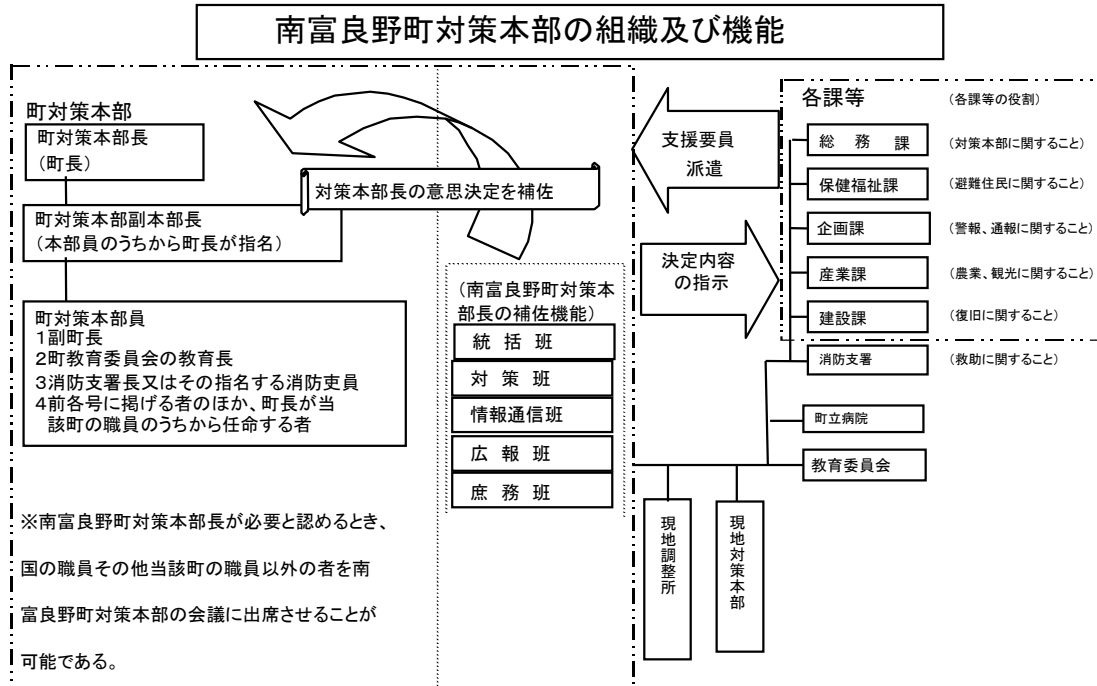 南富良野町対策本部の組織及び機能
町対策本部
町対策本部長
(町長)
対策本部長の意思決定を補佐
町対策本部副本部長
(本部員のうちから町長が指名)
町対策本部員
1副町長
2町教育委員会の教育長
3消防支署長又はその指名する消防吏員
4前各号に掲げる者のほか、町長が当
該町の職員のうちから任命する者
※南富良野町対策本部長が必要と認めるとき、
国の職員その他当該町の職員以外の者を南
富良野町対策本部の会議に出席させることが
可能である。
(南富良野町対策本
部長の補佐機能)
統 括 班
対 策 班
情報通信班
広 報 班
庶 務 班
支援要員
派遣
決定内容
の指示
各課等
(各課等の役割)
総 務 課
(対策本部に関すること)
保健福祉課
(避難住民に関すること)
企画課
(警報、通報に関すること)
産業課
(農業、観光に関すること)
建設課
(復旧に関すること)
消防支署
(救助に関すること)
町立病院
教育委員会
現地調整所
現地対策本部